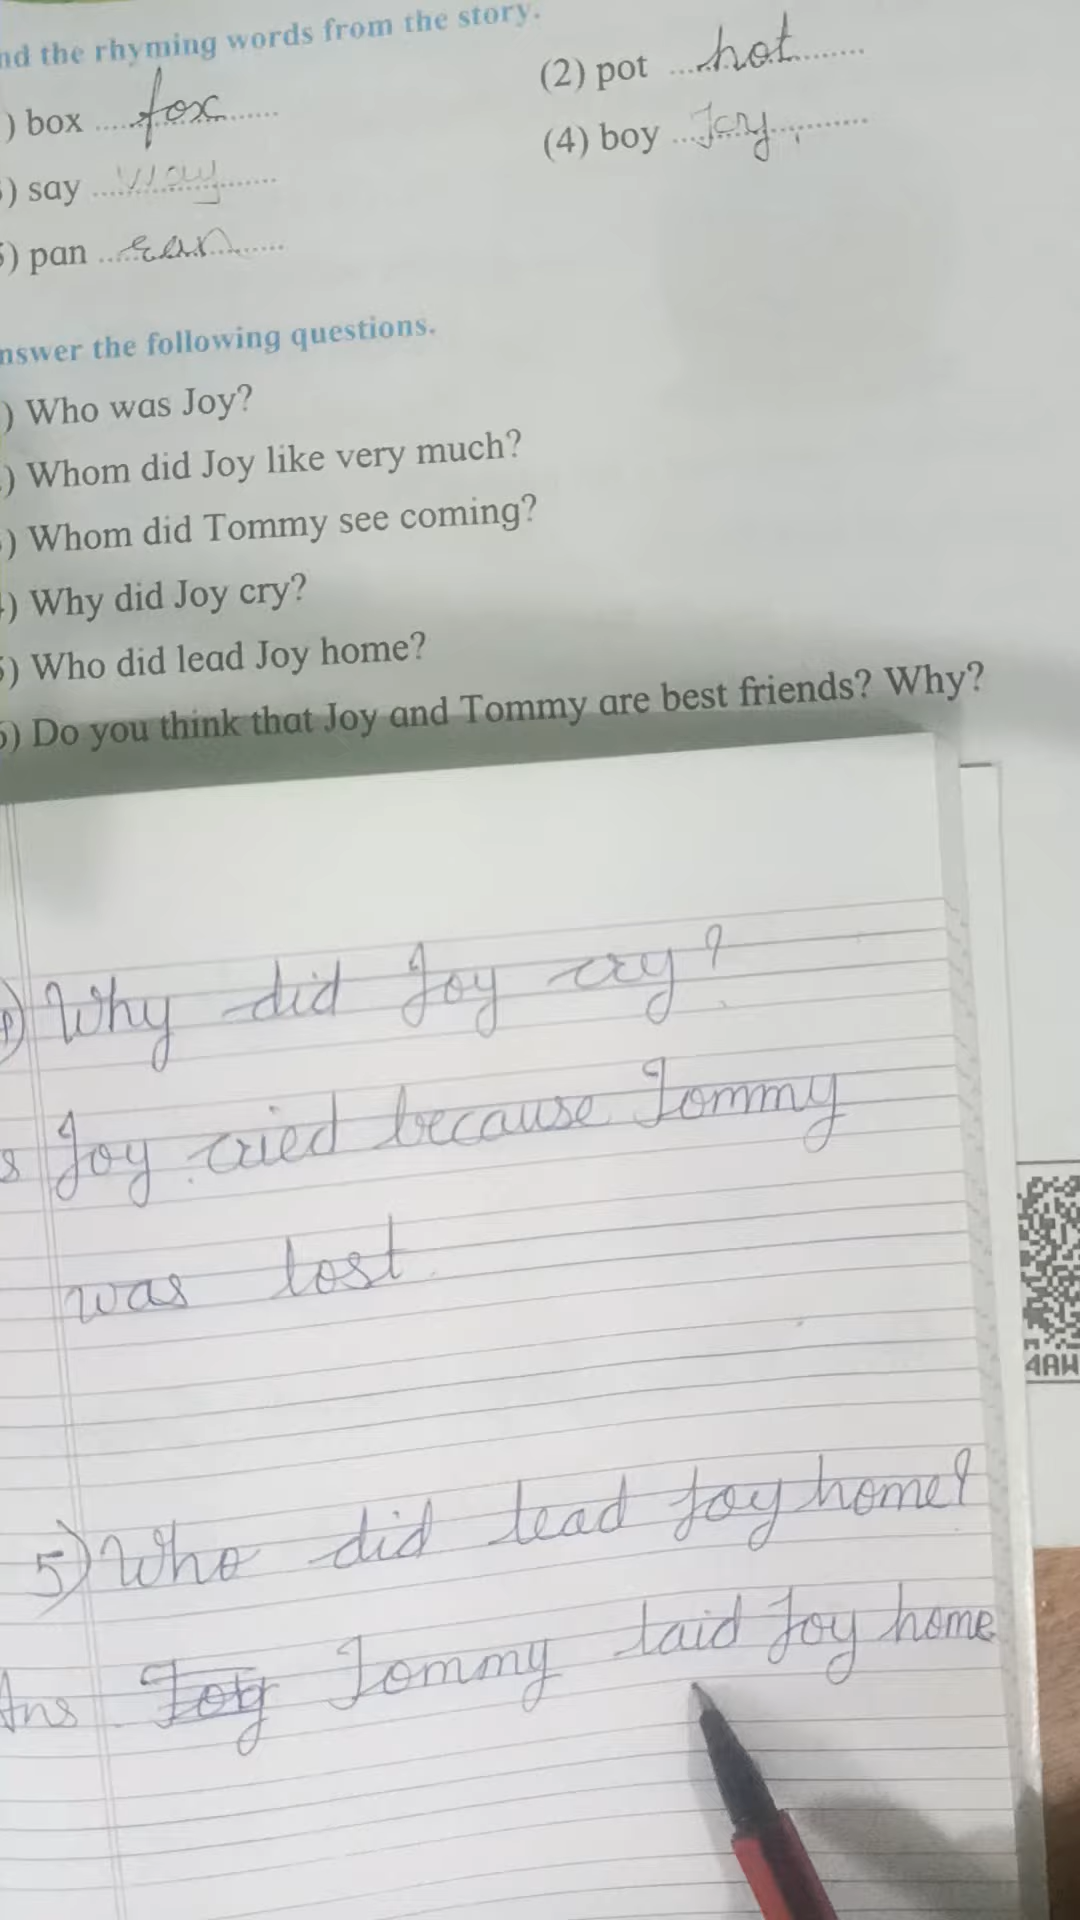 nd the rhyming words from the story.
) box ....fox....
(2) pot ....hot....
) say ....way....
(4) boy ....Joy....
) pan ....ran....
nswer the following questions.
) Who was Joy?
) Whom did Joy like very much?
) Whom did Tommy see coming?
) Why did Joy cry?
) Who did lead Joy home?
) Do you think that Joy and Tommy are best friends? Why?
) Why did Joy cry?
s Joy cried because Tommy
was lost
4AW
5) Who did lead Joy home?
Ans Joy Tommy laid Joy home